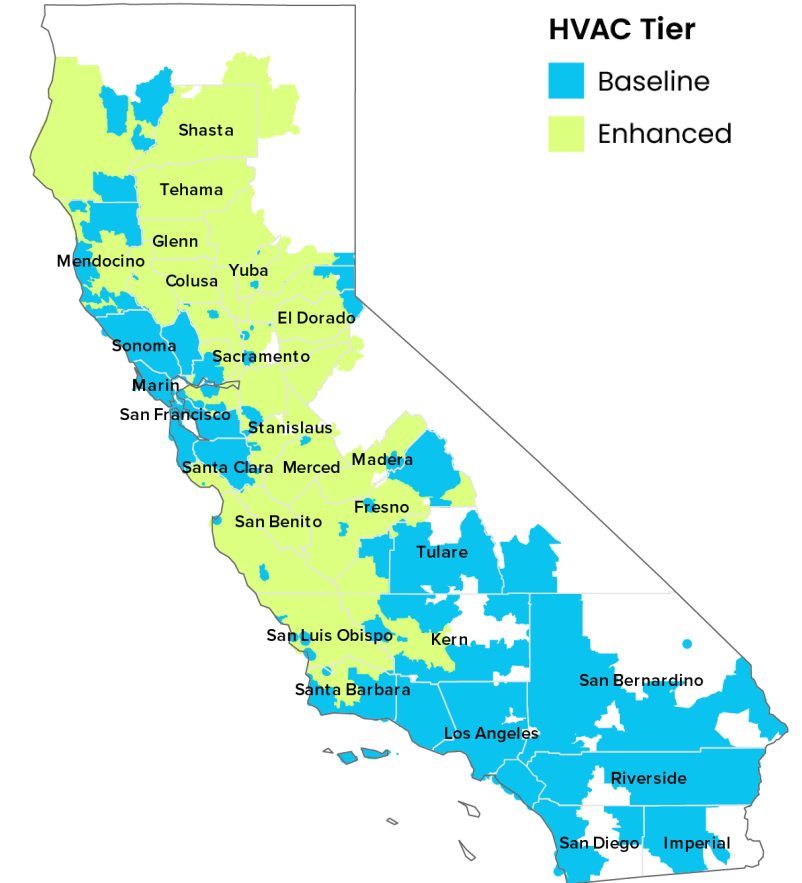 HVAC Tier
Baseline
Enhanced
Shasta
Tehama
Glenn
Mendocino
Yuba
Colusa
El Dorado
Sonoma
Sacramento
Marin
San Francisco
Stanislaus
Santa Clara
Merced
Madera
Fresno
San Benito
Tulare
San Luis Obispo
Kern
Santa Barbara
San Bernardino
Los Angeles
Riverside
San Diego
Imperial